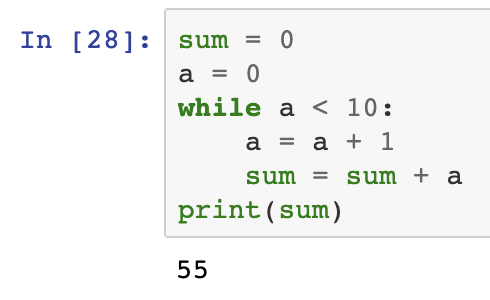 In [28]: sum = 0
a = 0
while a < 10:
    a = a + 1
    sum = sum + a
print(sum)
55